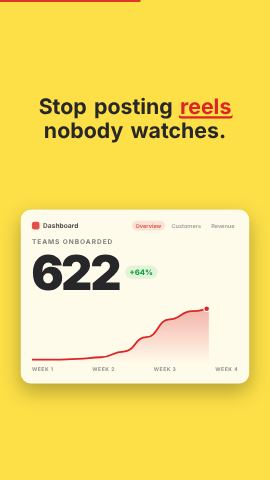 Stop posting reels
nobody watches.
Dashboard
Overview Customers Revenue
TEAMS ONBOARDED
622 +64%
WEEK 1 WEEK 2 WEEK 3 WEEK 4